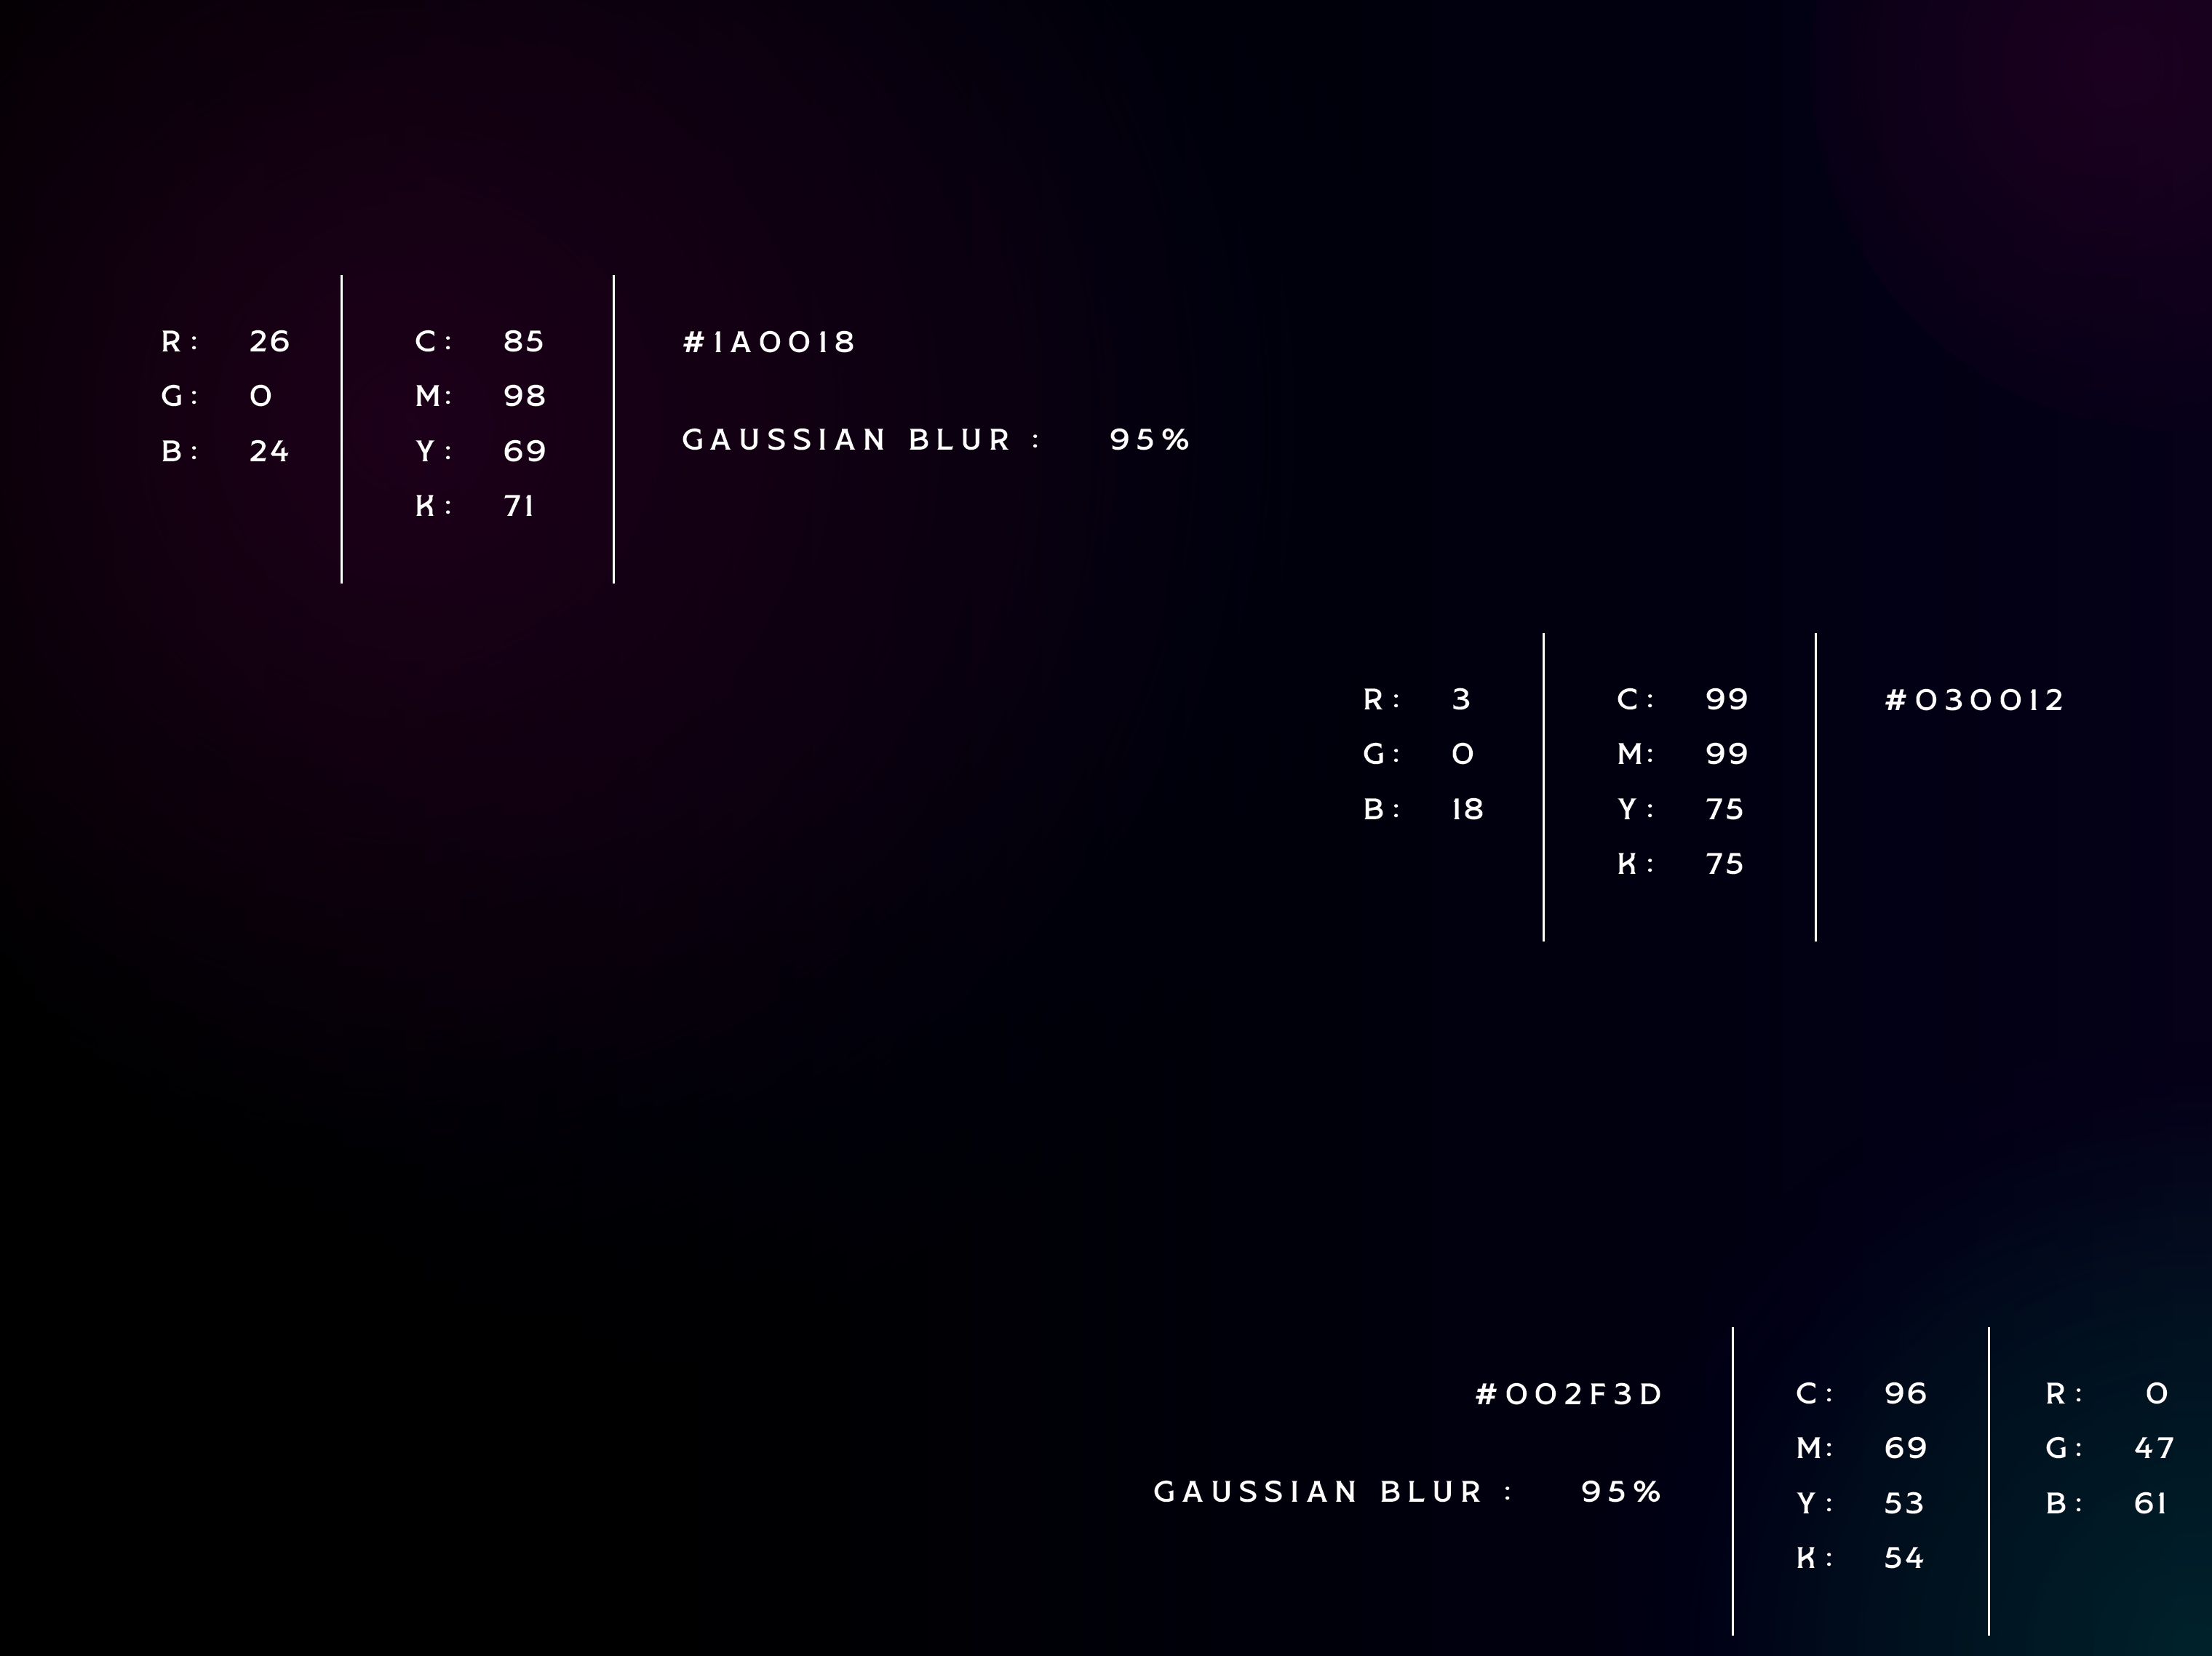 R: 26 C: 85 #1A0018
G: 0 M: 98
GAUSSIAN BLUR : 95%
B: 24 Y: 69
K: 71
R: 3 C: 99 #030012
G: 0 M: 99
B: 18 Y: 75
K: 75
#002F3D C: 96 R: 0
M: 69 G: 47
GAUSSIAN BLUR : 95%
Y: 53 B: 61
K: 54